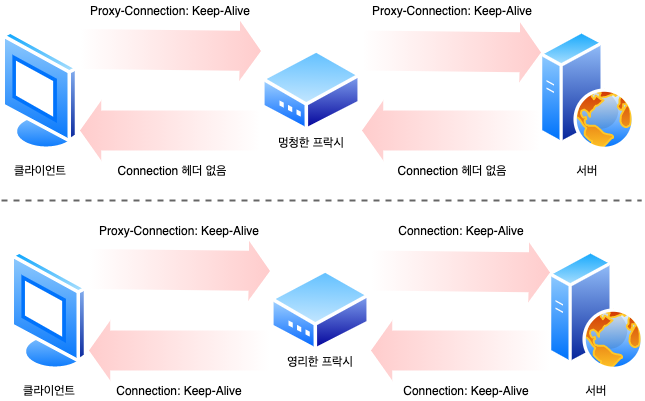 Proxy-Connection: Keep-Alive
Proxy-Connection: Keep-Alive
멍청한 프락시
클라이언트
Connection 헤더 없음
Connection 헤더 없음
서버
Proxy-Connection: Keep-Alive
Connection: Keep-Alive
영리한 프락시
클라이언트
Connection: Keep-Alive
Connection: Keep-Alive
서버